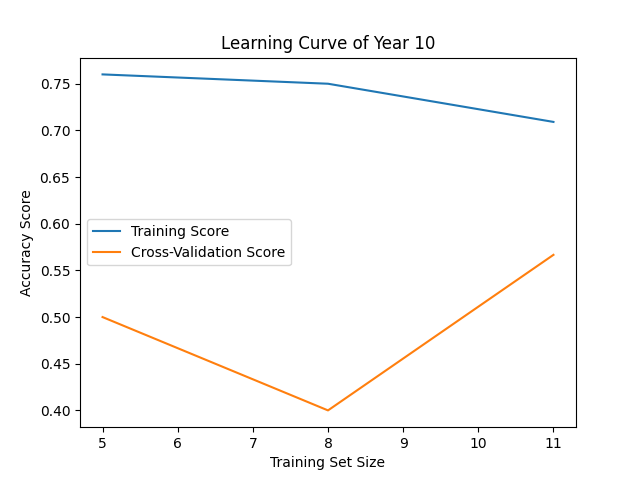 Learning Curve of Year 10
Accuracy Score
0.75
0.70
0.65
0.60
0.55
0.50
0.45
0.40
Training Score
Cross-Validation Score
5 6 7 8 9 10 11
Training Set Size